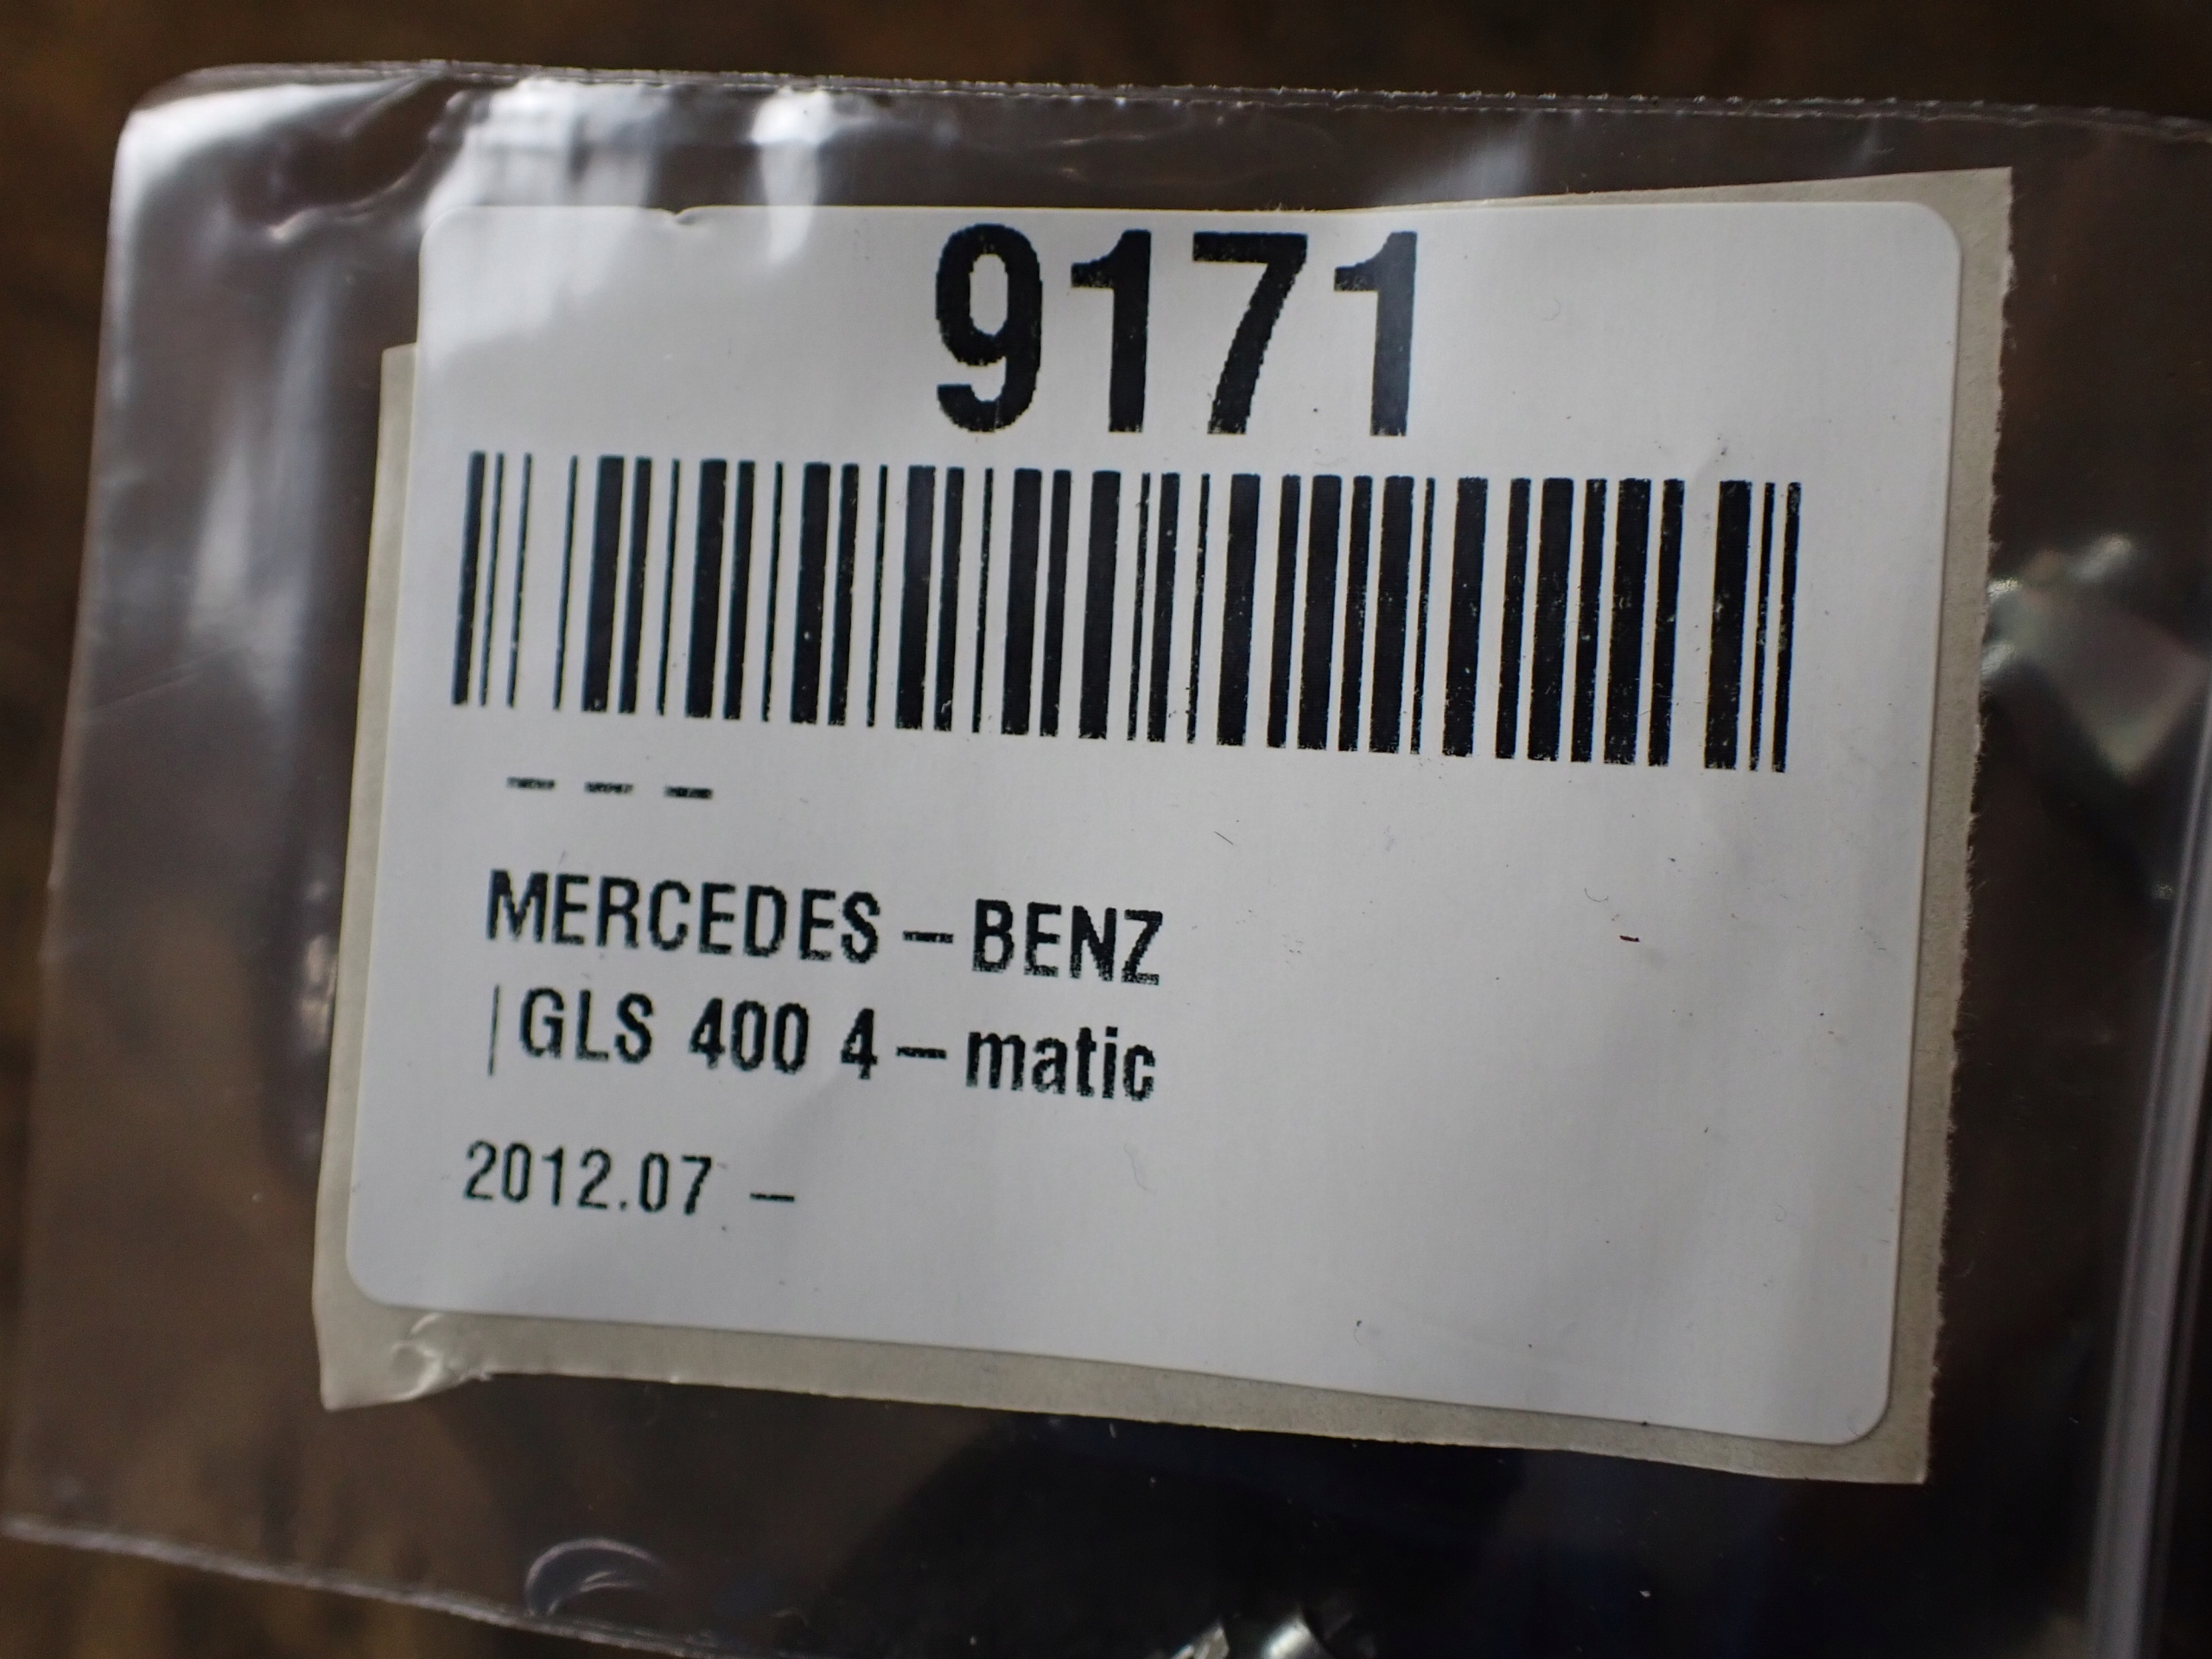 9171
MERCEDES-BENZ
|GLS 400 4-matic
2012.07 -